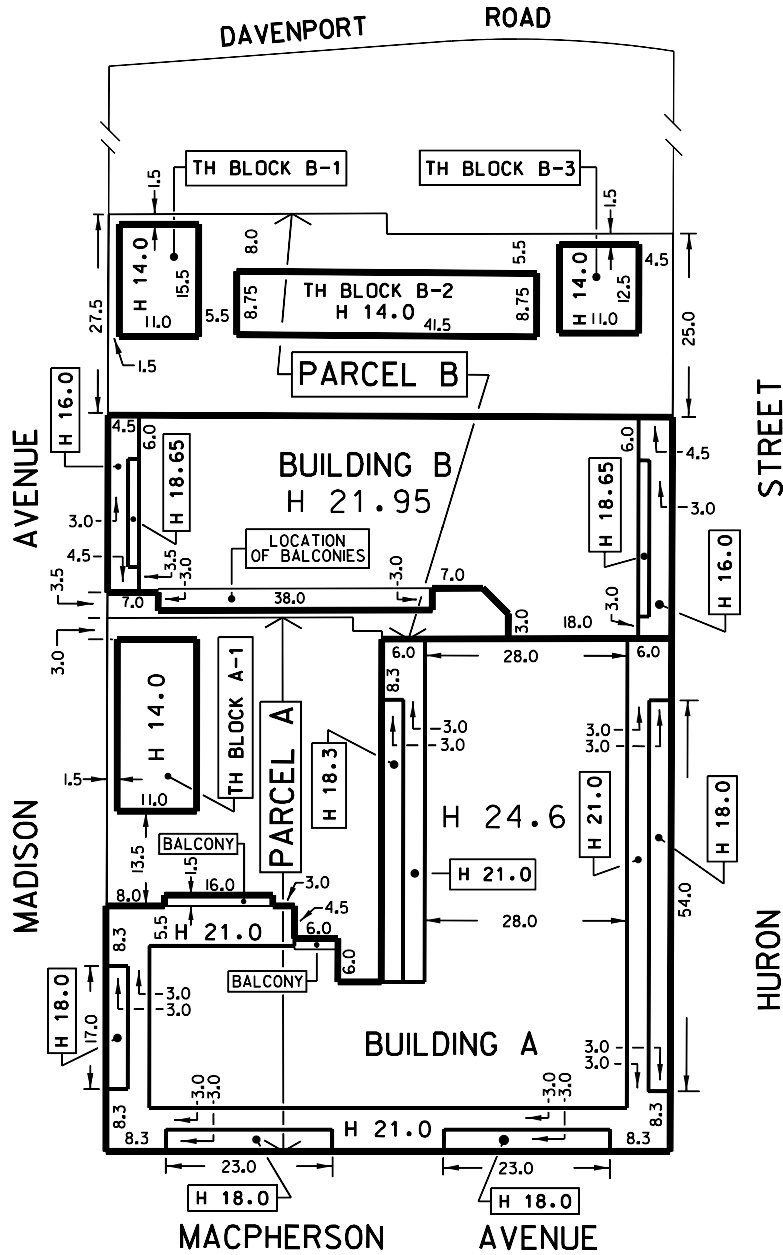 DAVENPORT ROAD
TH BLOCK B-1
TH BLOCK B-3
1.5
1.5
H 14.0
15.5
11.0
8.0
5.5
4.5
H 14.0
12.5
11.0
27.5
5.5
8.75
TH BLOCK B-2
H 14.0
41.5
8.75
25.0
1.5
PARCEL B
H 16.0
4.5
6.0
H 18.65
BUILDING B
H 21.95
6.0
4.5
3.0
H 18.65
AVENUE
STREET
3.0
4.5
LOCATION
OF BALCONIES
H 16.0
3.5
3.0
3.5
7.0
38.0
3.0
7.0
3.0
18.0
3.0
3.0
6.0
28.0
6.0
8.3
H 14.0
TH BLOCK A-1
PARCEL A
H 18.3
3.0
3.0
3.0
3.0
1.5
11.0
H 24.6
H 21.0
H 18.0
MADISON
13.5
BALCONY
H 21.0
1.5
8.0
16.0
3.0
4.5
28.0
54.0
8.3
5.5
H 21.0
6.0
6.0
BALCONY
HURON
H 18.0
17.0
3.0
3.0
BUILDING A
3.0
3.0
3.0
3.0
3.0
3.0
8.3
8.3
H 21.0
8.3
8.3
23.0
23.0
H 18.0
H 18.0
MACPHERSON AVENUE